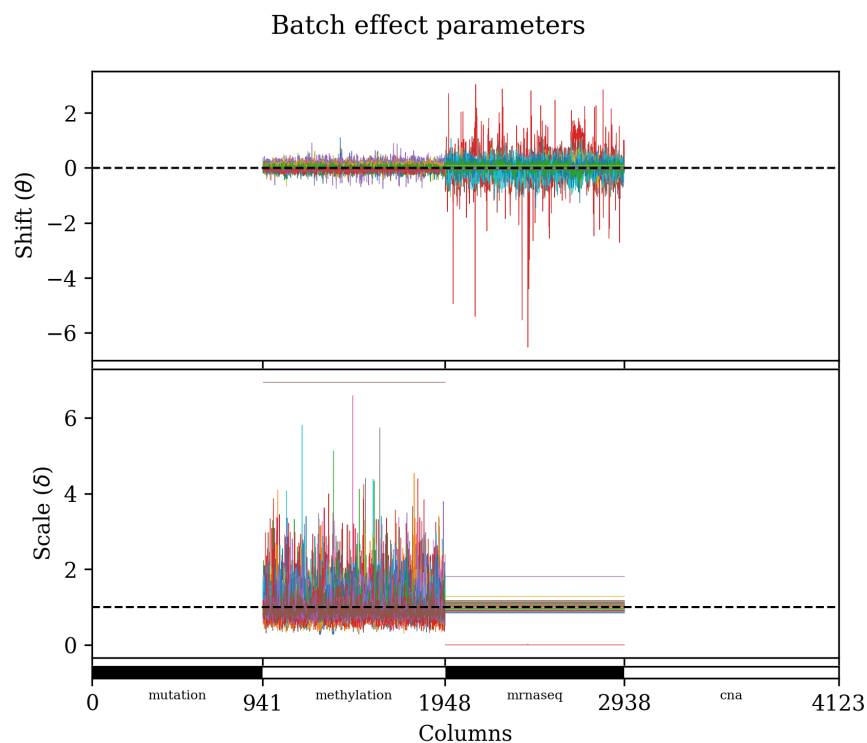 Batch effect parameters
Shift (θ)
2
0
−2
−4
−6
Scale (δ)
6
4
2
0
mutation methylation mrnaseq cna
0 941 1948 2938 4123
Columns